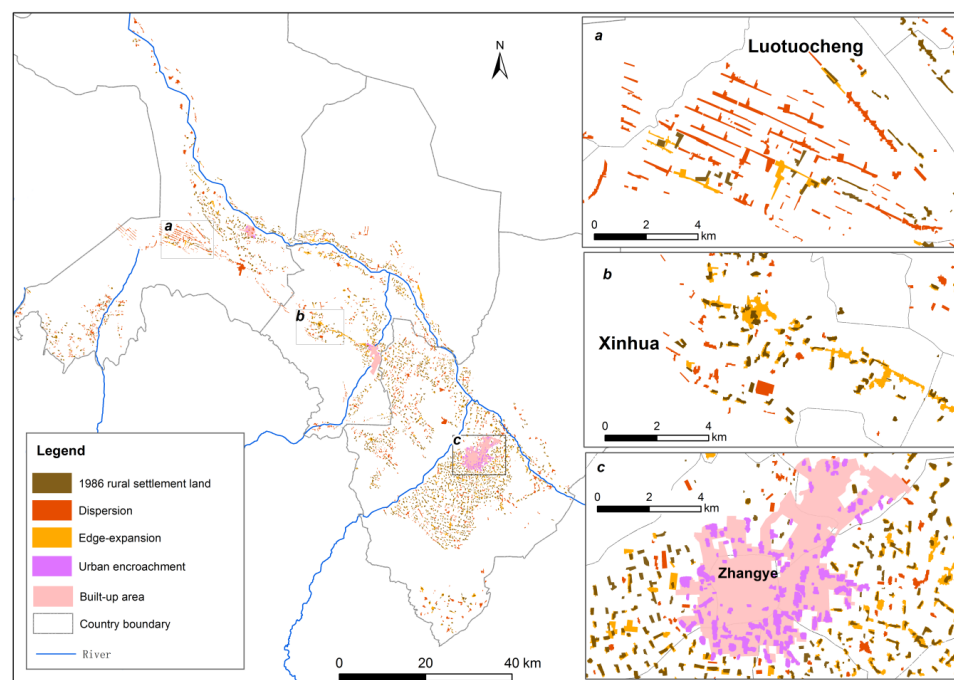 N
a
b
c
Legend
1986 rural settlement land
Dispersion
Edge-expansion
Urban encroachment
Built-up area
Country boundary
River
0 20 40 km
a
Luotuocheng
0 2 4
km
b
Xinhua
0 2 4
km
c
0 2 4
km
Zhangye